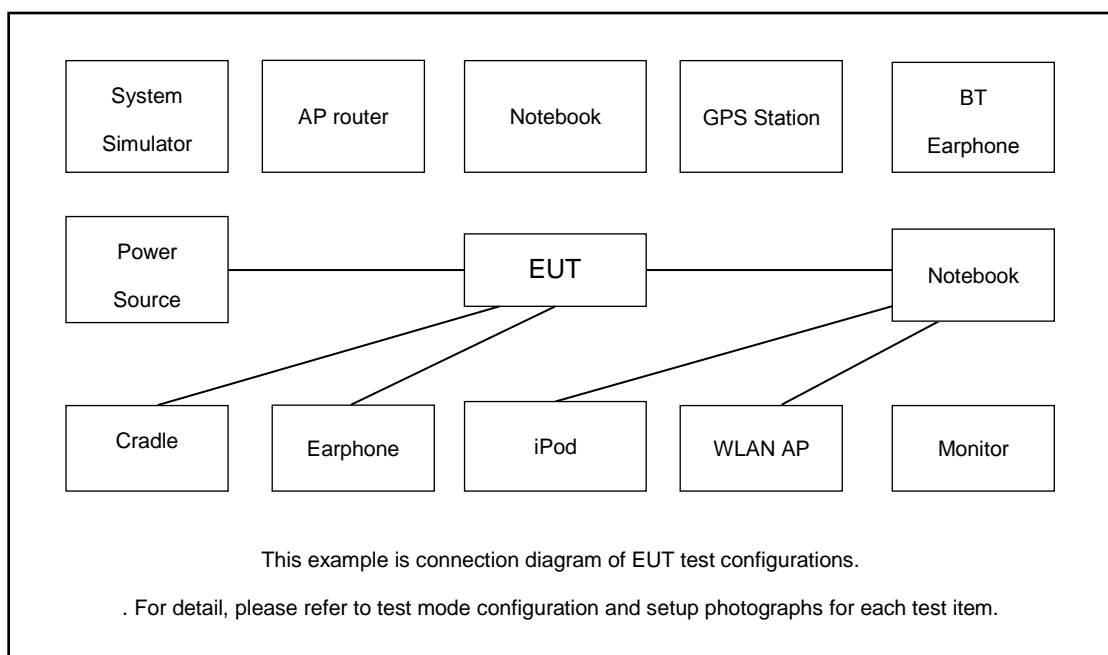 System
Simulator
AP router
Notebook
GPS Station
BT
Earphone
Power
Source
EUT
Notebook
Cradle
Earphone
iPod
WLAN AP
Monitor
This example is connection diagram of EUT test configurations.
. For detail, please refer to test mode configuration and setup photographs for each test item.